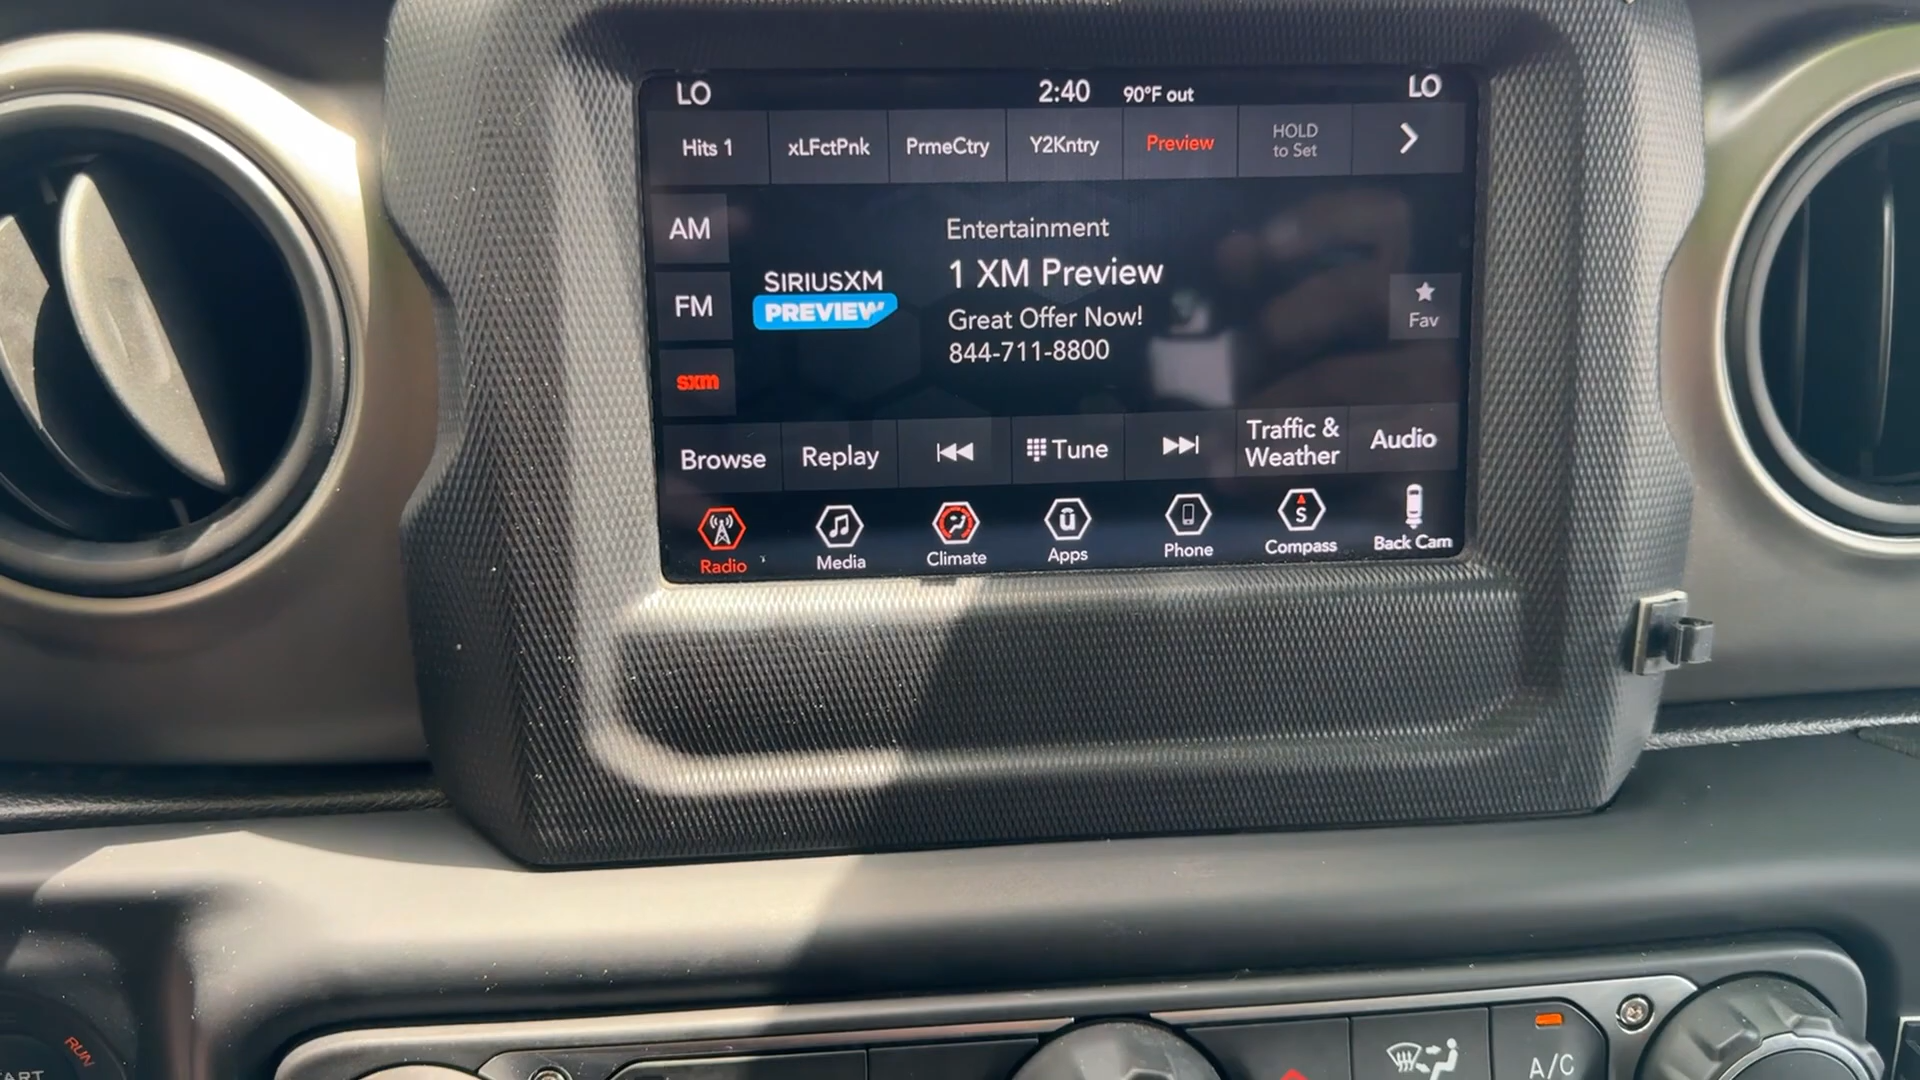 LO 2:40 90°F out LO
Hits 1 xLFctPnk PrmeCtry Y2Kntry Preview HOLD to Set
AM
FM
sxm
SIRIUSXM
PREVIEW
Entertainment
1 XM Preview
Great Offer Now!
844-711-8800
Fav
Browse Replay Tune Traffic & Weather Audio
Radio Media Climate Apps Phone S Compass Back Cam
RUN
A/C